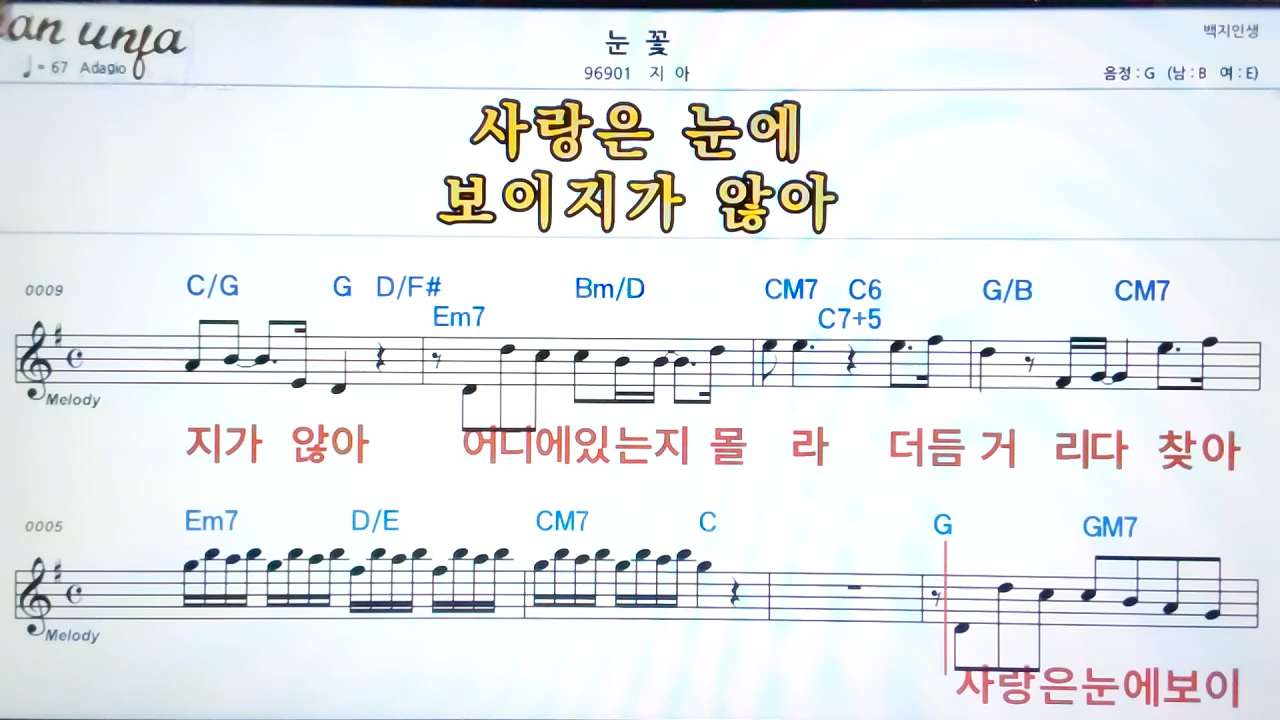 an unfa
백지인생
눈 꽃
♩= 67 Adagio
96901 지 아
음정 : G (남 : B 여 : E)
사랑은 눈에
보이지가 않아
0009
C/G G D/F# Em7 Bm/D CM7 C6 C7+5 G/B CM7
Melody
지가 않아 어디에있는지 몰 라 더듬 거 리다 찾아
0005
Em7 D/E CM7 C G GM7
Melody
사랑은눈에보이